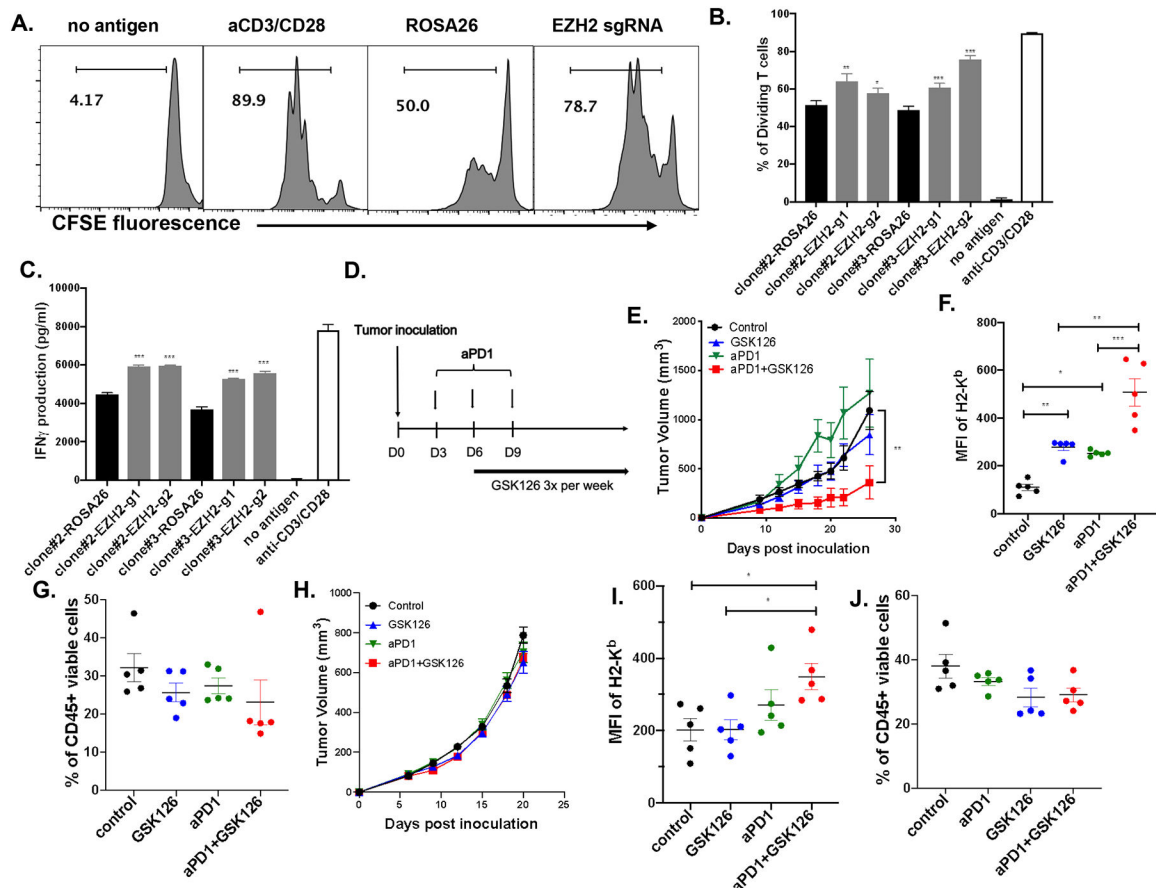 A.
no antigen
aCD3/CD28
ROSA26
EZH2 sgRNA
4.17
89.9
50.0
78.7
CFSE fluorescence
B.
% of Dividing T cells
100
80
60
40
20
0
** * *** ***
clone#2-ROSA26
clone#2-EZH2-g1
clone#2-EZH2-g2
clone#3-ROSA26
clone#3-EZH2-g1
clone#3-EZH2-g2
no antigen
anti-CD3/CD28
C.
IFNγ production (pg/ml)
10000
8000
6000
4000
2000
0
*** *** *** ***
clone#2-ROSA26
clone#2-EZH2-g1
clone#2-EZH2-g2
clone#3-ROSA26
clone#3-EZH2-g1
clone#3-EZH2-g2
no antigen
anti-CD3/CD28
D.
Tumor inoculation
aPD1
D0 D3 D6 D9
GSK126 3x per week
E.
Tumor Volume (mm³)
2000
1500
1000
500
0
0 10 20 30
Days post inoculation
Control
GSK126
aPD1
aPD1+GSK126
**
F.
MFI of H2-Kᵇ
800
600
400
200
0
**
***
*
**
control
GSK126
aPD1
aPD1+GSK126
G.
% of CD45+ viable cells
50
40
30
20
10
0
control
GSK126
aPD1
aPD1+GSK126
H.
Tumor Volume (mm³)
1000
800
600
400
200
0
0 5 10 15 20 25
Days post inoculation
Control
GSK126
aPD1
aPD1+GSK126
I.
MFI of H2-Kᵇ
600
400
200
0
*
*
control
GSK126
aPD1
aPD1+GSK126
J.
% of CD45+ viable cells
60
40
20
0
control
aPD1
GSK126
aPD1+GSK126